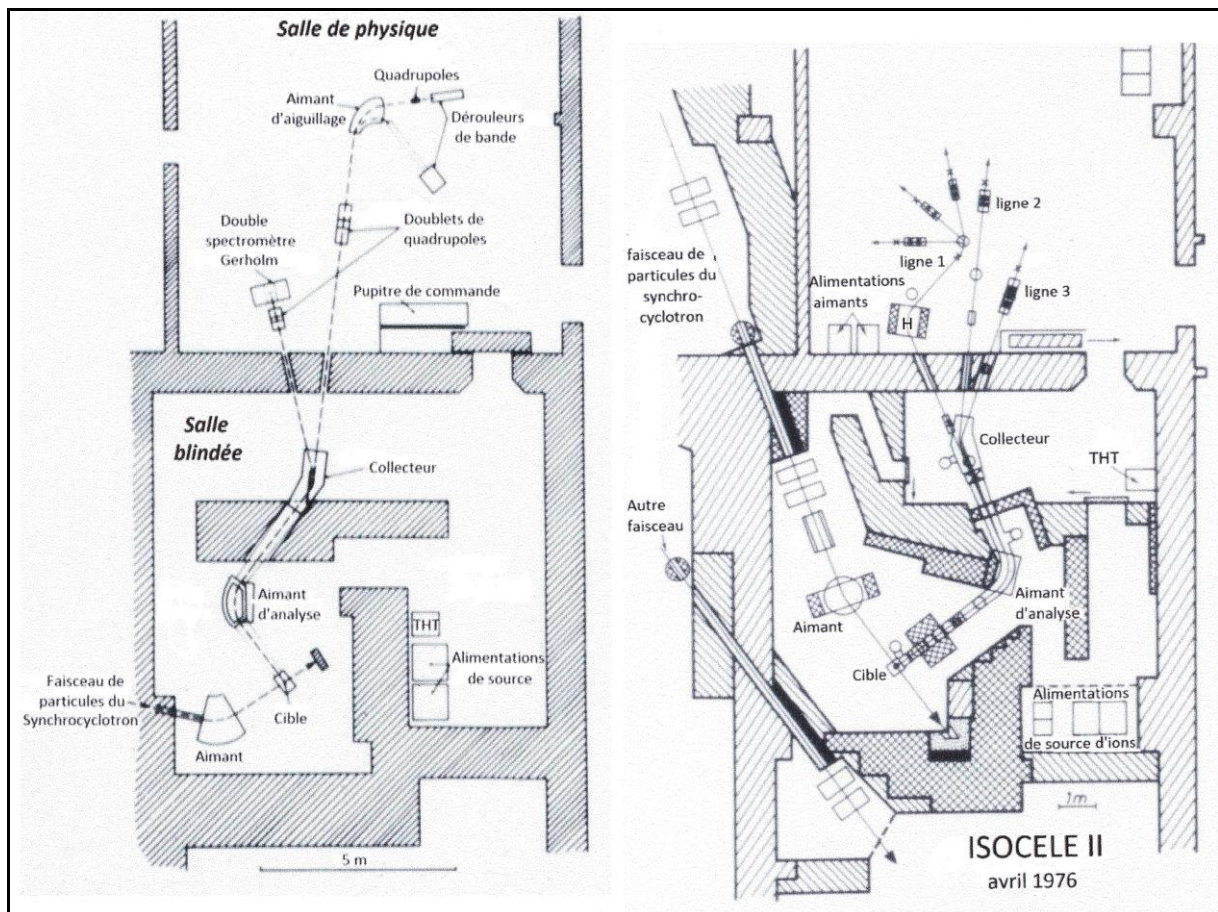 Salle de physique
Quadrupoles
Aimant
d'aiguillage
Dérouleurs
de bande
Double
spectromètre
Gerholm
Doublets de
quadrupoles
Pupitre de commande
Salle
blindée
Collecteur
Aimant
d'analyse
THT
Alimentations
de source
Faisceau de
particules du
Synchrocyclotron
Cible
Aimant
5 m
faisceau de
particules du
synchro-
cyclotron
ligne 2
ligne 1
Alimentations
aimants
ligne 3
H
Collecteur
THT
Autre
faisceau
Aimant
d'analyse
Aimant
Cible
Alimentations
de source d'ions
1m
ISOCELE II
avril 1976